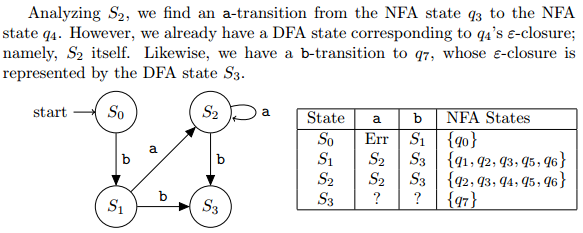 Analyzing S₂, we find an a-transition from the NFA state q₃ to the NFA
state q₄. However, we already have a DFA state corresponding to q₄'s ε-closure;
namely, S₂ itself. Likewise, we have a b-transition to q₇, whose ε-closure is
represented by the DFA state S₃.
start S₀ S₂ a
b a b
S₁ b S₃
State a b NFA States
S₀ Err S₁ {q₀}
S₁ S₂ S₃ {q₁, q₂, q₃, q₅, q₆}
S₂ S₂ S₃ {q₂, q₃, q₄, q₅, q₆}
S₃ ? ? {q₇}